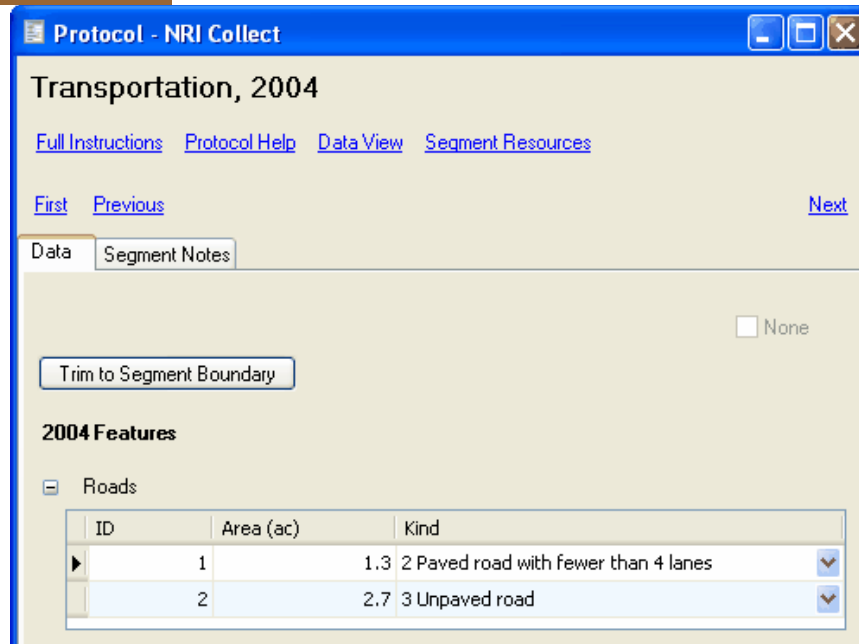 Protocol - NRI Collect
Transportation, 2004
Full Instructions Protocol Help Data View Segment Resources
First Previous Next
Data Segment Notes
None
Trim to Segment Boundary
2004 Features
Roads
ID Area (ac) Kind
1 1.3 2 Paved road with fewer than 4 lanes
2 2.7 3 Unpaved road